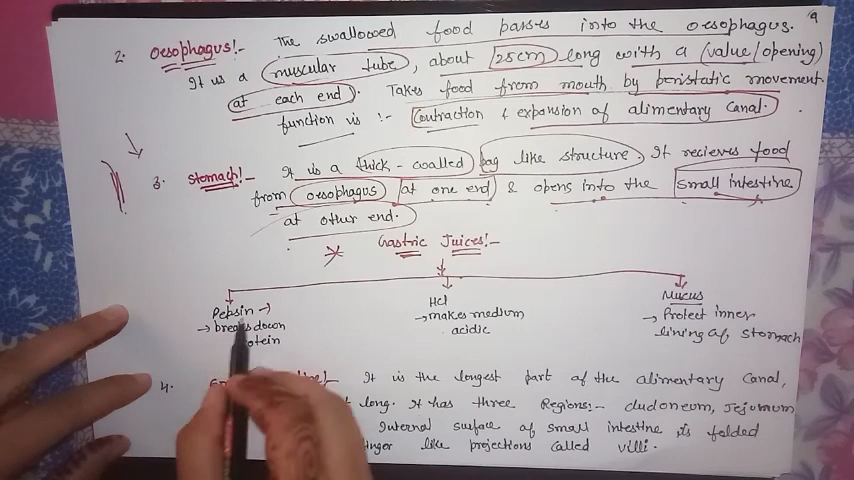 9
2. Oesophagus!- The swallowed food passes into the oesophagus.
It is a muscular tube, about 25cm long with a (value/opening)
at each end. Takes food from mouth by peristatic movement.
function is :- Contraction & expansion of alimentary canal.
3. Stomach!- It is a thick-walled bag like structure. It recieves food
from oesophagus at one end & opens into the small intestine
at other end.
Gastric Juices!-
Pepsin → HCl Mucus
→ breaks down → makes medium → Protect inner
acidic lining of stomach
4. It is the longest part of the alimentary canal,
long. It has three Regions:- dudoneum, Jejumum
Internal surface of small intestine is folded
like projections called villi.